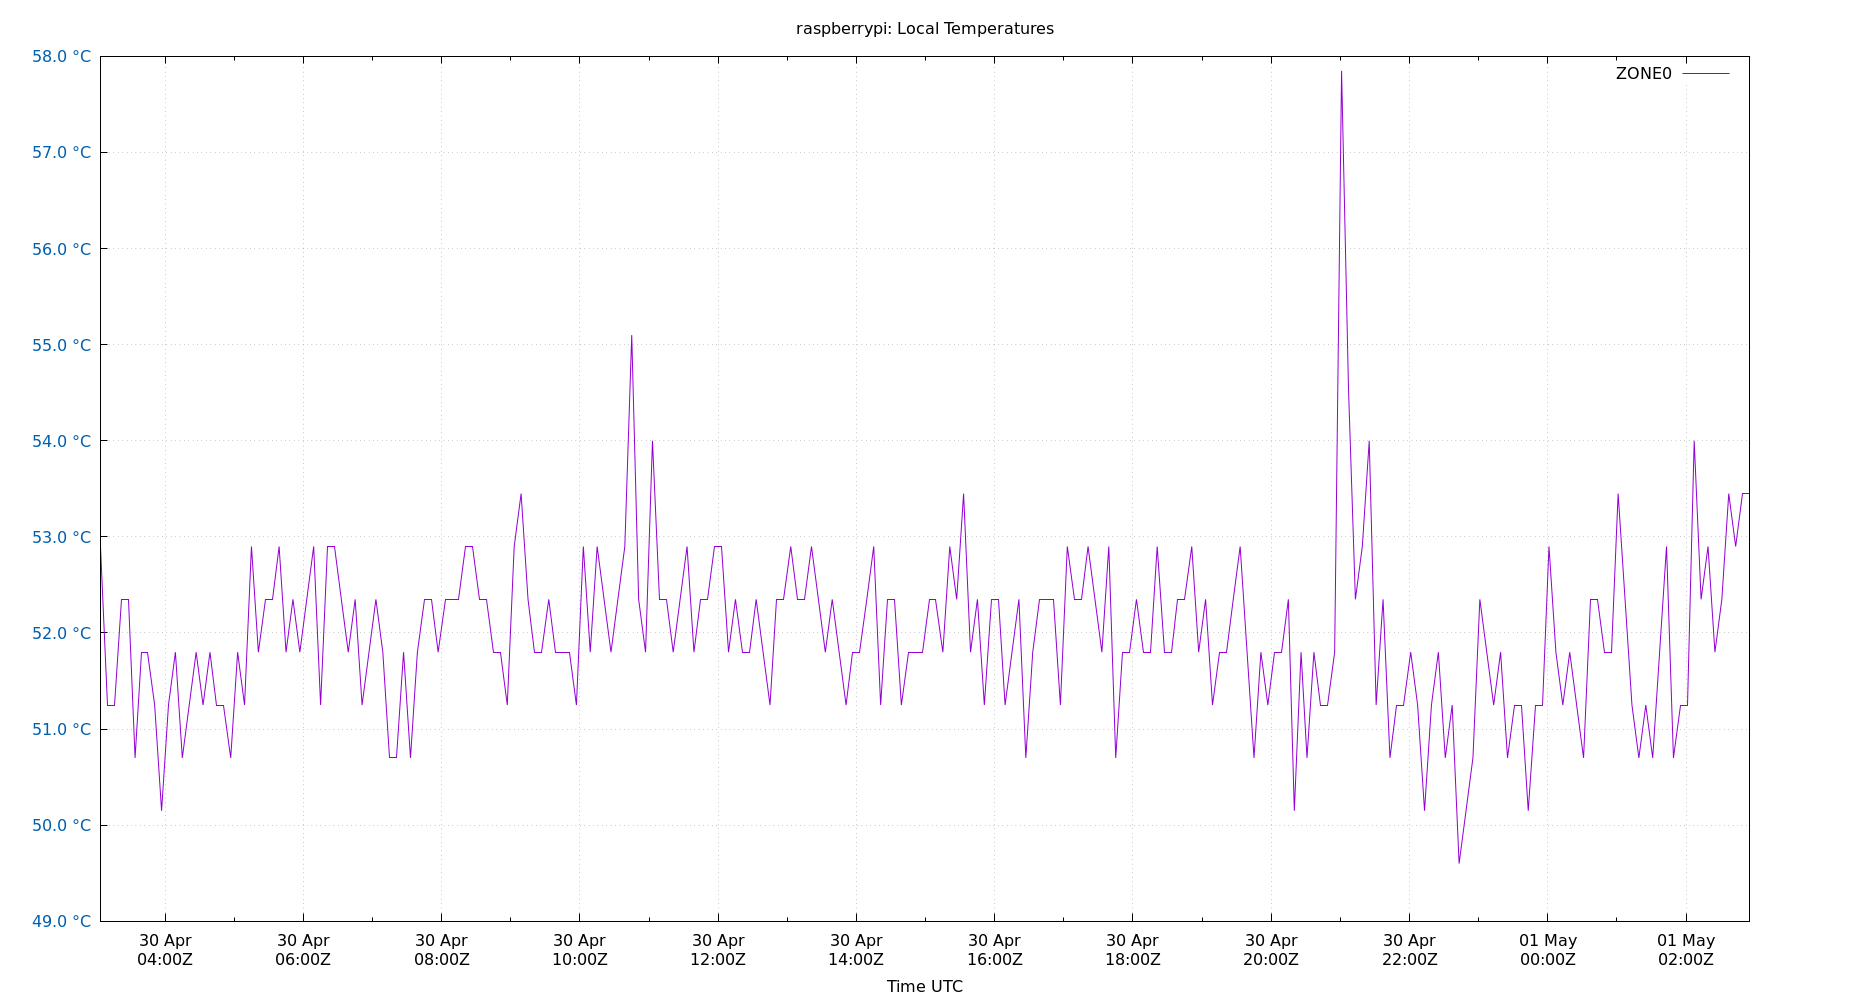 raspberrypi: Local Temperatures
58.0 °C
ZONE0
57.0 °C
56.0 °C
55.0 °C
54.0 °C
53.0 °C
52.0 °C
51.0 °C
50.0 °C
49.0 °C
30 Apr 30 Apr 30 Apr 30 Apr 30 Apr 30 Apr 30 Apr 30 Apr 30 Apr 30 Apr 01 May 01 May
04:00Z 06:00Z 08:00Z 10:00Z 12:00Z 14:00Z 16:00Z 18:00Z 20:00Z 22:00Z 00:00Z 02:00Z
Time UTC